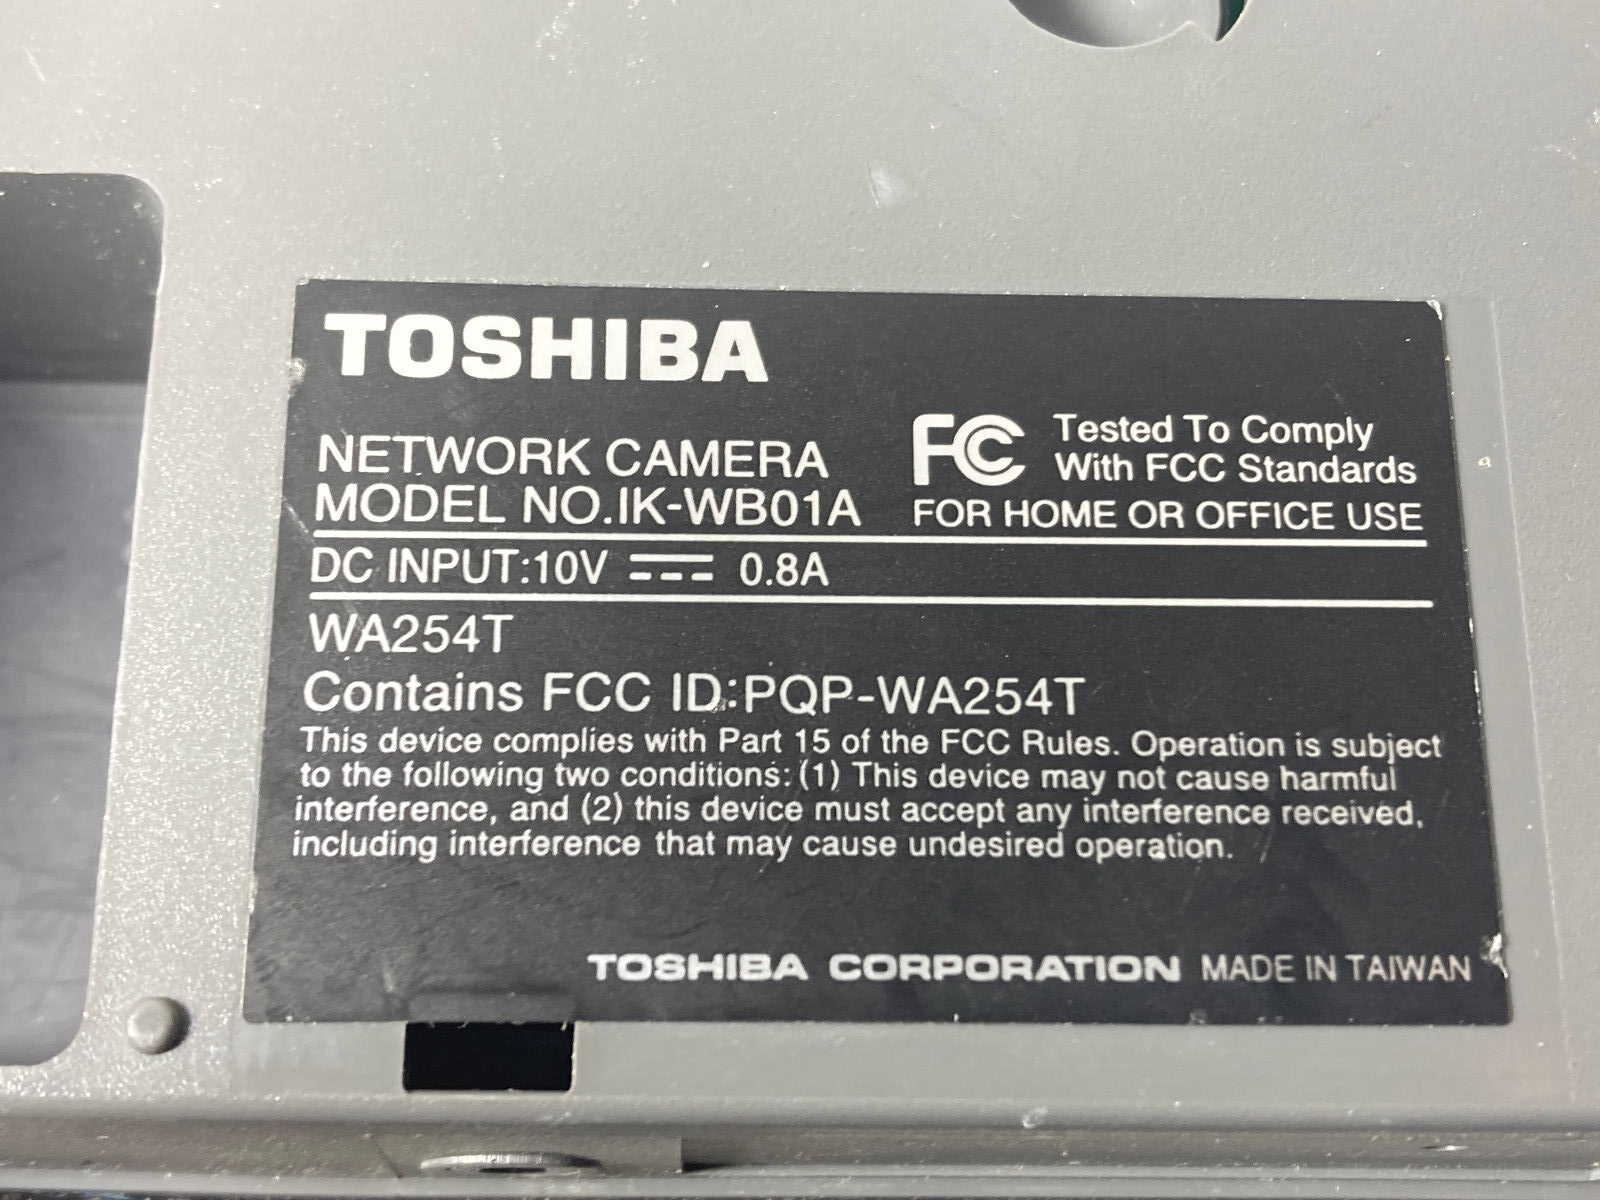 TOSHIBA
NETWORK CAMERA
MODEL NO.IK-WB01A
FC Tested To Comply
With FCC Standards
FOR HOME OR OFFICE USE
DC INPUT:10V ⎓ 0.8A
WA254T
Contains FCC ID:PQP-WA254T
This device complies with Part 15 of the FCC Rules. Operation is subject
to the following two conditions: (1) This device may not cause harmful
interference, and (2) this device must accept any interference received,
including interference that may cause undesired operation.
TOSHIBA CORPORATION MADE IN TAIWAN